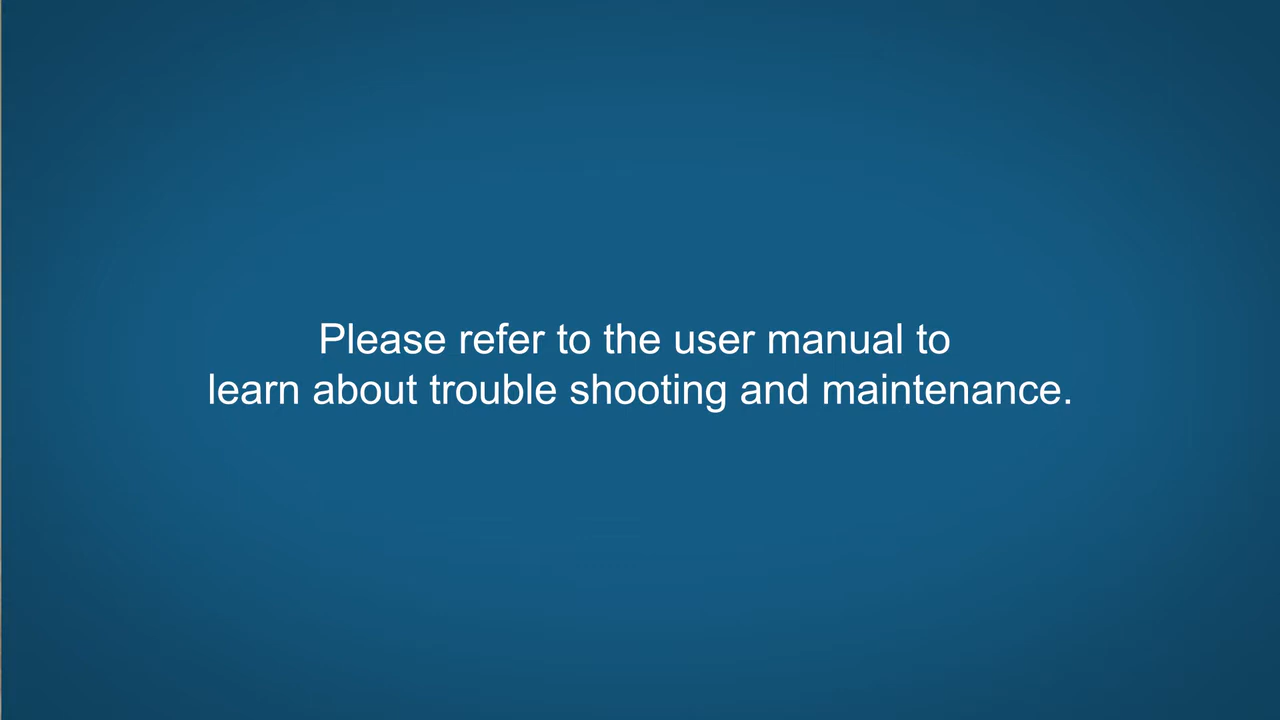 Please refer to the user manual to
learn about trouble shooting and maintenance.